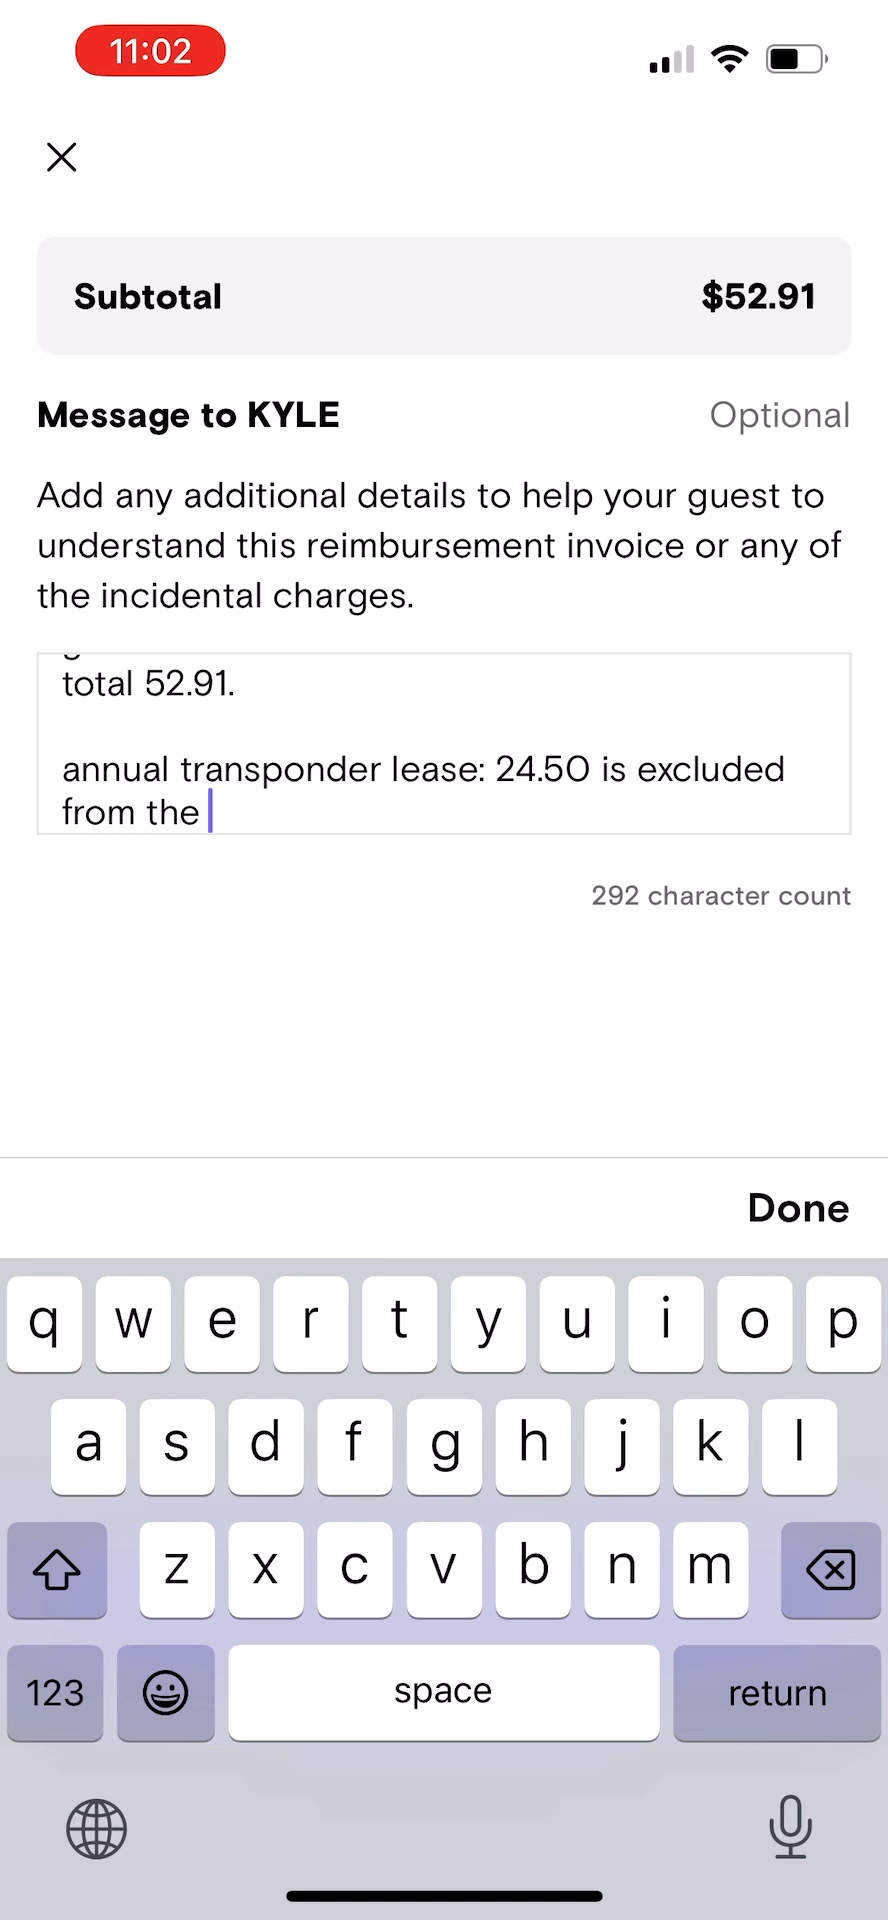 11:02
Subtotal $52.91
Message to KYLE Optional
Add any additional details to help your guest to
understand this reimbursement invoice or any of
the incidental charges.
total 52.91.
annual transponder lease: 24.50 is excluded
from the
292 character count
Done
q w e r t y u i o p
a s d f g h j k l
z x c v b n m
123 space return